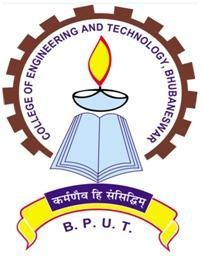 COLLEGE OF ENGINEERING AND TECHNOLOGY, BHUBANESWAR
कर्मणैव हि संसिद्धिम्
B. P. U. T.